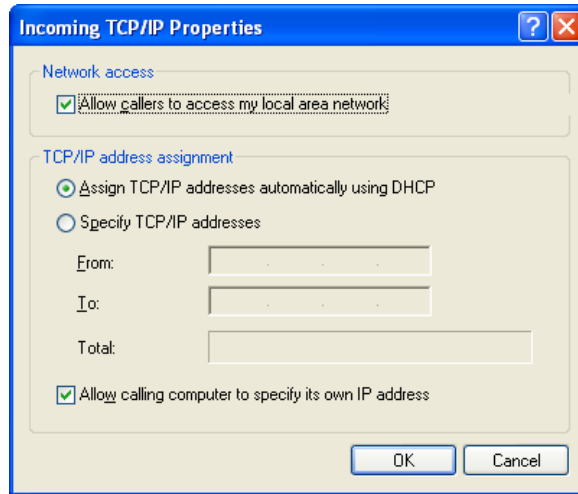 Incoming TCP/IP Properties
Network access
Allow callers to access my local area network
TCP/IP address assignment
Assign TCP/IP addresses automatically using DHCP
Specify TCP/IP addresses
From:
To:
Total:
Allow calling computer to specify its own IP address
OK Cancel